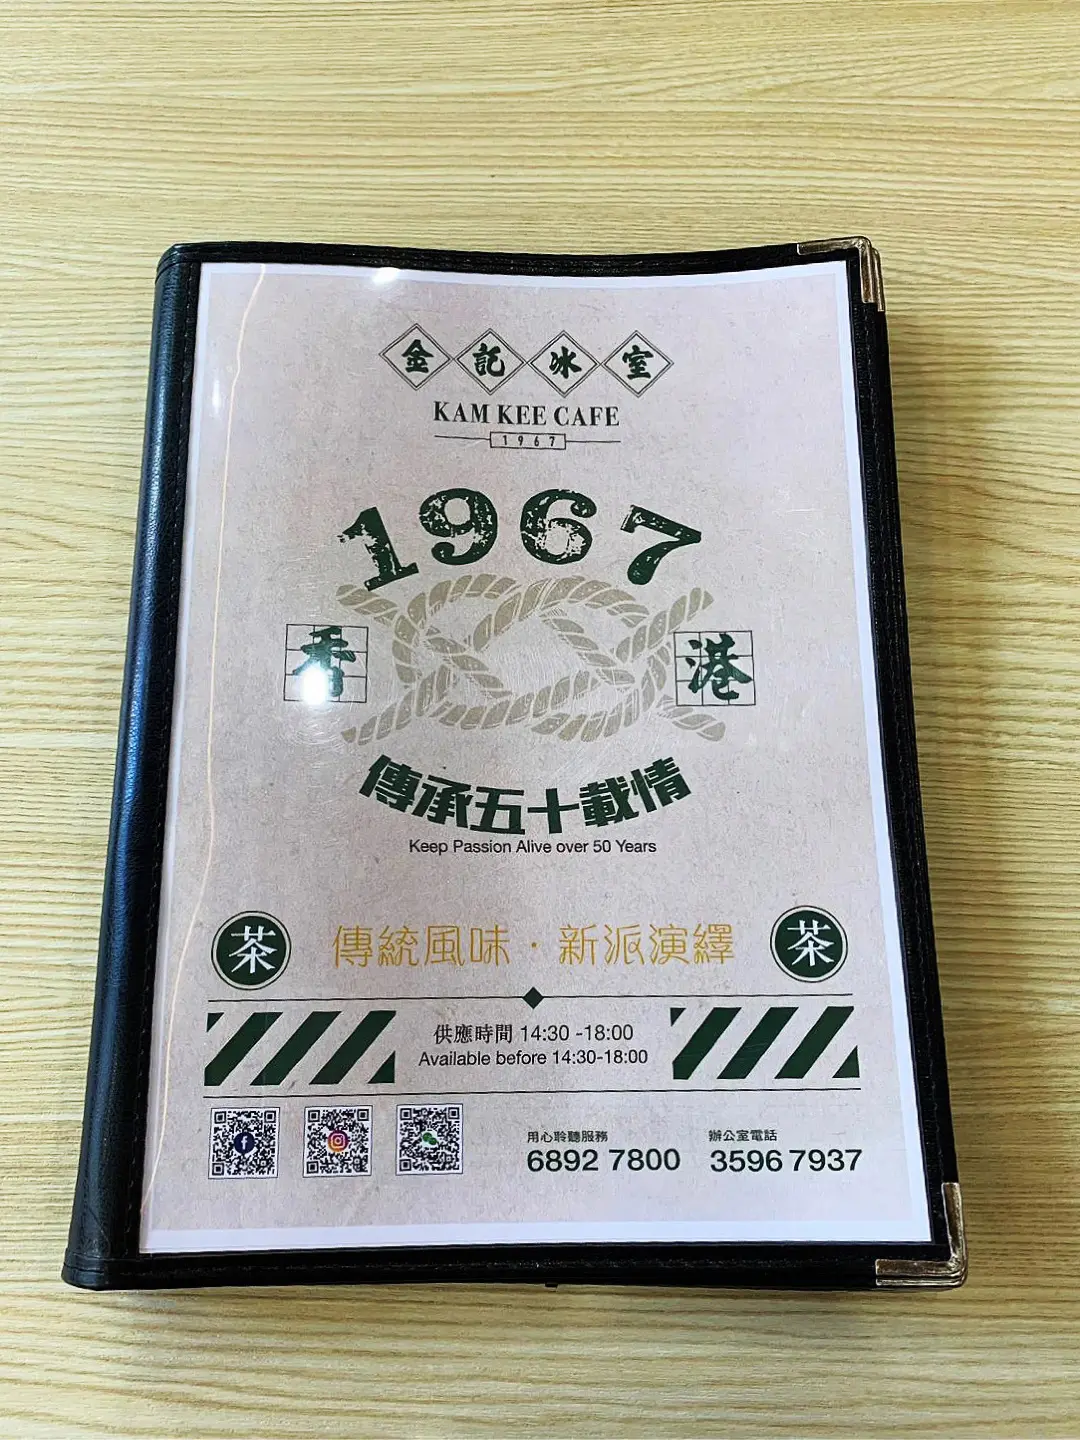 金記冰室
KAM KEE CAFE
1967
1967
香港
傳承五十載情
Keep Passion Alive over 50 Years
茶 傳統風味·新派演繹 茶
供應時間 14:30 -18:00
Available before 14:30-18:00
用心聆聽服務 辦公室電話
6892 7800 3596 7937